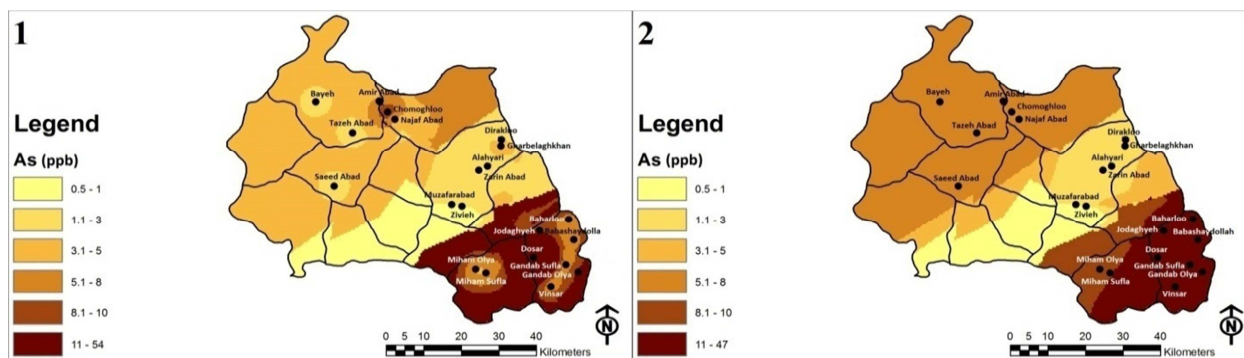 1
Legend
As (ppb)
0.5 - 1
1.1 - 3
3.1 - 5
5.1 - 8
8.1 - 10
11 - 54
Bayeh
Amir Abad
Chomoghloo
Najaf Abad
Tazeh Abad
Dirakloo
Gharbelaghkhan
Alahyari
Zarin Abad
Saeed Abad
Muzafarabad
Zivieh
Baharloo
Jodaghyeh
Babashaydolla
Dosar
Miham Olya
Gandab Sufla
Miham Sufla
Gandab Olya
Vinsar
N
0 5 10 20 30 40
Kilometers
2
Legend
As (ppb)
0.5 - 1
1.1 - 3
3.1 - 5
5.1 - 8
8.1 - 10
11 - 47
Bayeh
Amir Abad
Chomoghloo
Najaf Abad
Tazeh Abad
Dirakloo
Gharbelaghkhan
Alahyari
Zarin Abad
Saeed Abad
Muzafarabad
Zivieh
Baharloo
Jodaghyeh
Babashaydollah
Dosar
Miham Olya
Gandab Sufla
Miham Sufla
Gandab Olya
Vinsar
N
0 5 10 20 30 40
Kilometers